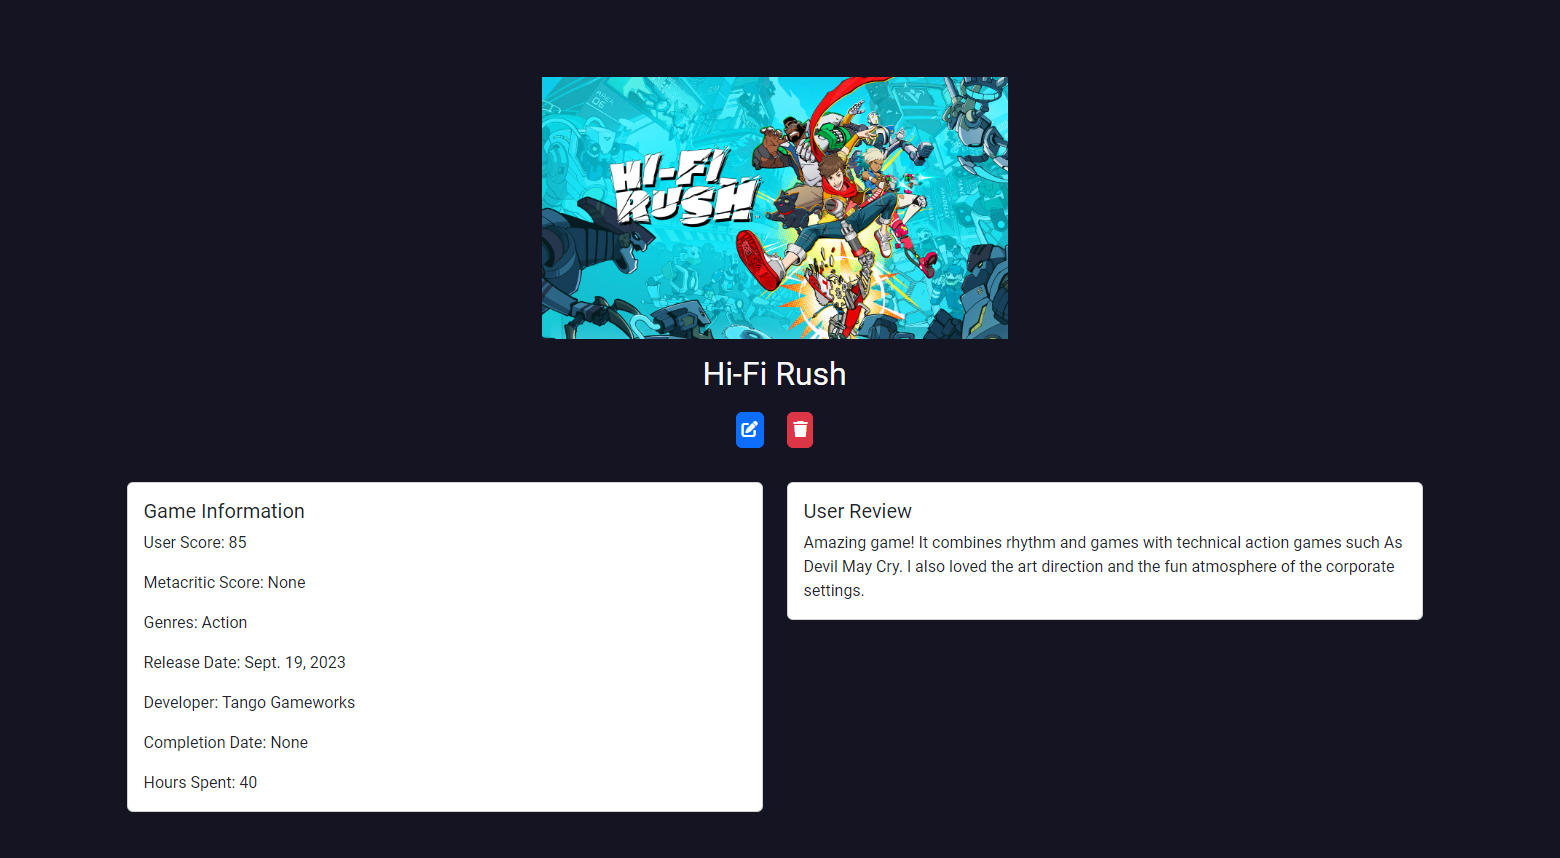 HI-FI
RUSH
Hi-Fi Rush
Game Information
User Score: 85
Metacritic Score: None
Genres: Action
Release Date: Sept. 19, 2023
Developer: Tango Gameworks
Completion Date: None
Hours Spent: 40
User Review
Amazing game! It combines rhythm and games with technical action games such As
Devil May Cry. I also loved the art direction and the fun atmosphere of the corporate
settings.